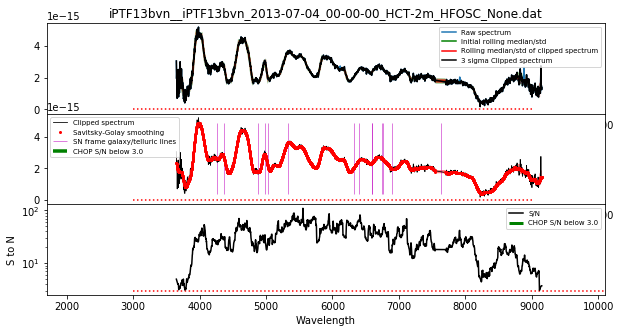 iPTF13bvn__iPTF13bvn_2013-07-04_00-00-00_HCT-2m_HFOSC_None.dat
1e−15
4
2
0
Raw spectrum
Initial rolling median/std
Rolling median/std of clipped spectrum
3 sigma Clipped spectrum
1e−15
4
2
0
Clipped spectrum
Savitsky-Golay smoothing
SN frame galaxy/telluric lines
CHOP S/N below 3.0
S to N
10²
10¹
S/N
CHOP S/N below 3.0
2000 3000 4000 5000 6000 7000 8000 9000 10000
Wavelength